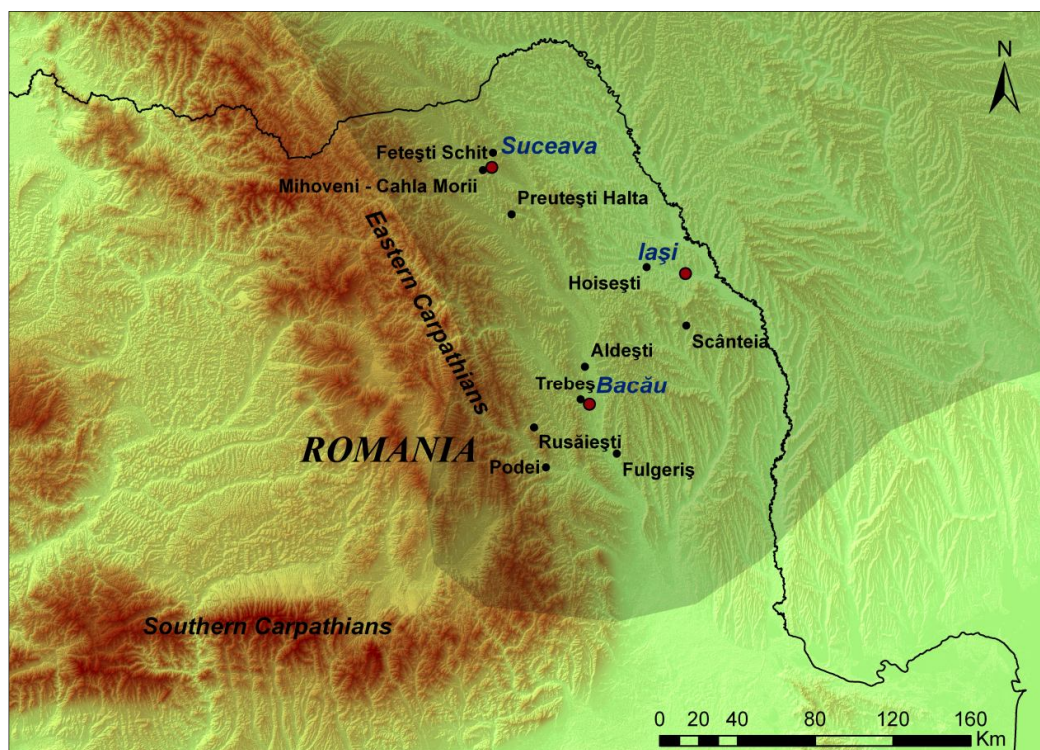 N
Feteşti Schit
Suceava
Mihoveni - Cahla Morii
Preuteşti Halta
Eastern Carpathians
Iaşi
Hoiseşti
Scânteia
Aldeşti
Trebeş
Bacău
ROMANIA
Rusăieşti
Podei
Fulgeriş
Southern Carpathians
0 20 40 80 120 160
Km